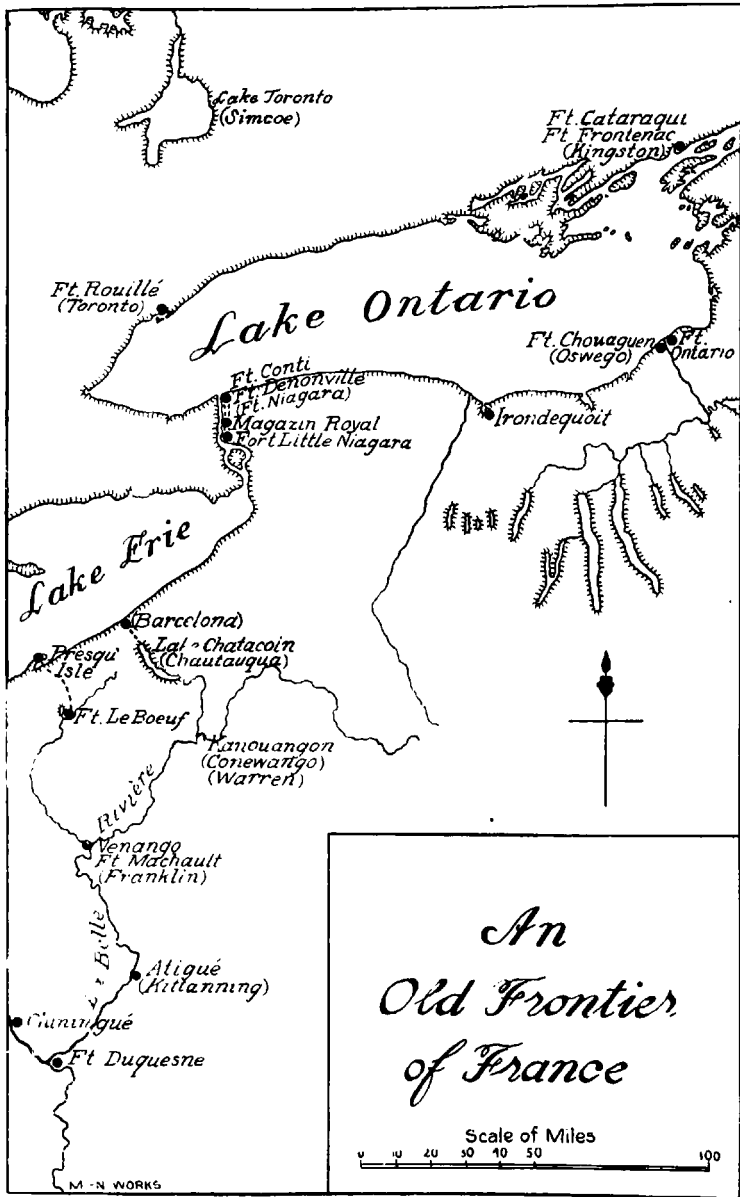 Lake Toronto
(Simcoe)
Ft. Cataraqui
Ft. Frontenac
(Kingston)
Ft. Rouillé
(Toronto)
Lake Ontario
Ft. Chouaguen
(Oswego)
Ft.
Ontario
Ft. Conti
Ft. Denonville
(Ft. Niagara)
Magazin Royal
Fort Little Niagara
Irondequoit
Lake Erie
(Barcelona)
Chatacoin
(Chautauqua)
Presqu'
Isle
Ft. Le Boeuf
Kanouangon
(Conewango)
(Warren)
Rivière
Venango
Ft Machault
(Franklin)
Belle
Atigué
(Kittanning)
Ft Duquesne
An
Old Frontier
of France
Scale of Miles
0 10 20 30 40 50 100
WORKS